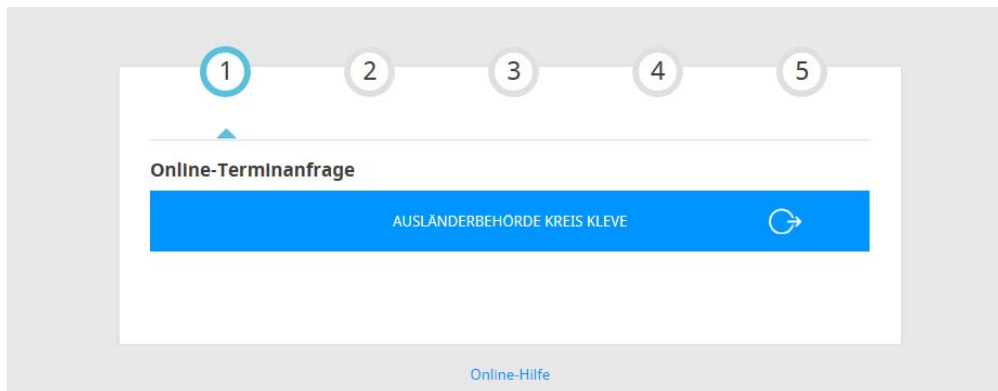 1 2 3 4 5
Online-Terminanfrage
AUSLÄNDERBEHÖRDE KREIS KLEVE
Online-Hilfe